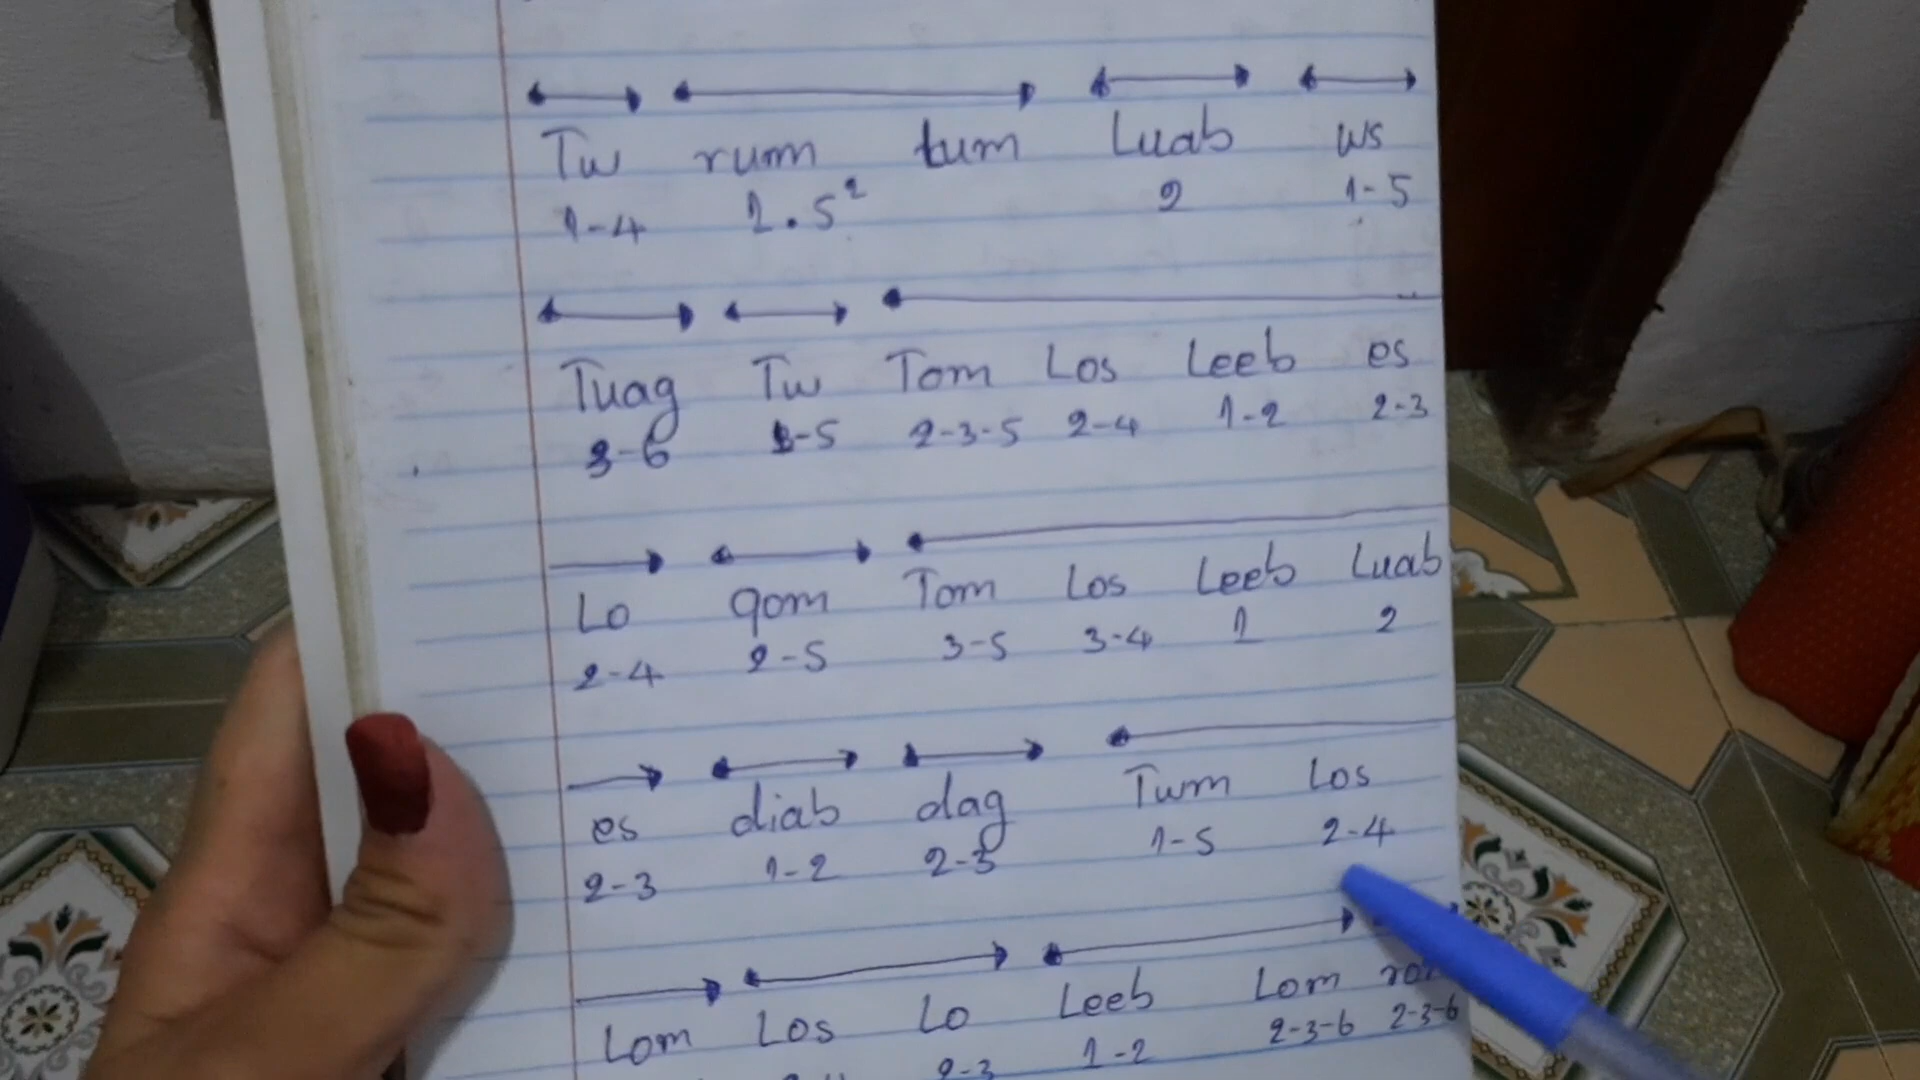 Tw rum tum Luab ws
1-4 1.5² 2 1-5
Tuag Tw Tom Los Leeb es
3-6 1-5 2-3-5 2-4 1-2 2-3
Lo qom Tom Los Leeb Luab
2-4 2-5 3-5 3-4 1 2
es diab dag Twm Los
2-3 1-2 2-3 1-5 2-4
Lom Los Lo Leeb Lom
2-3 1-2 2-3-6 2-3-6